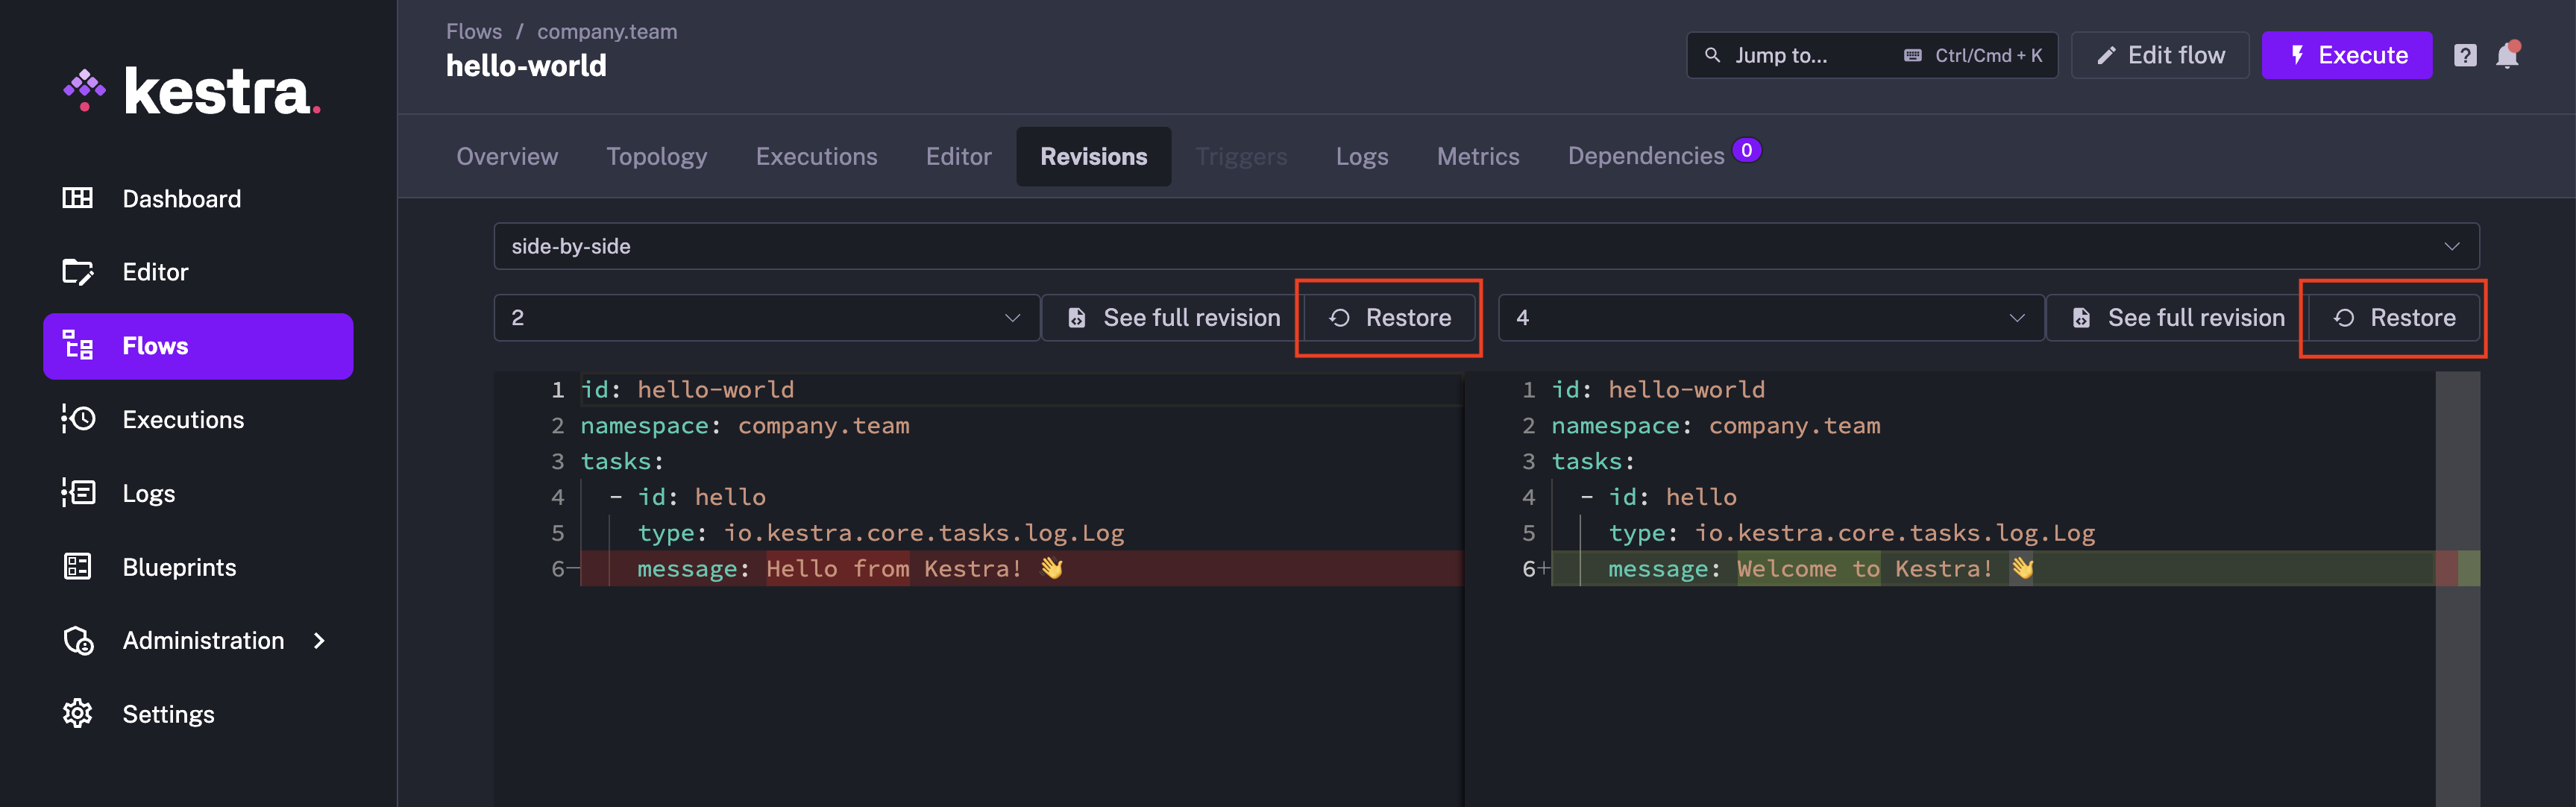 kestra.
Dashboard
Editor
Flows
Executions
Logs
Blueprints
Administration
Settings
Flows / company.team
hello-world
Jump to... Ctrl/Cmd + K
Edit flow
Execute
?
Overview Topology Executions Editor Revisions Triggers Logs Metrics Dependencies 0
side-by-side
2 See full revision Restore
4 See full revision Restore
1 id: hello-world
2 namespace: company.team
3 tasks:
4 - id: hello
5 type: io.kestra.core.tasks.log.Log
6— message: Hello from Kestra! 👋
1 id: hello-world
2 namespace: company.team
3 tasks:
4 - id: hello
5 type: io.kestra.core.tasks.log.Log
6+ message: Welcome to Kestra! 👋